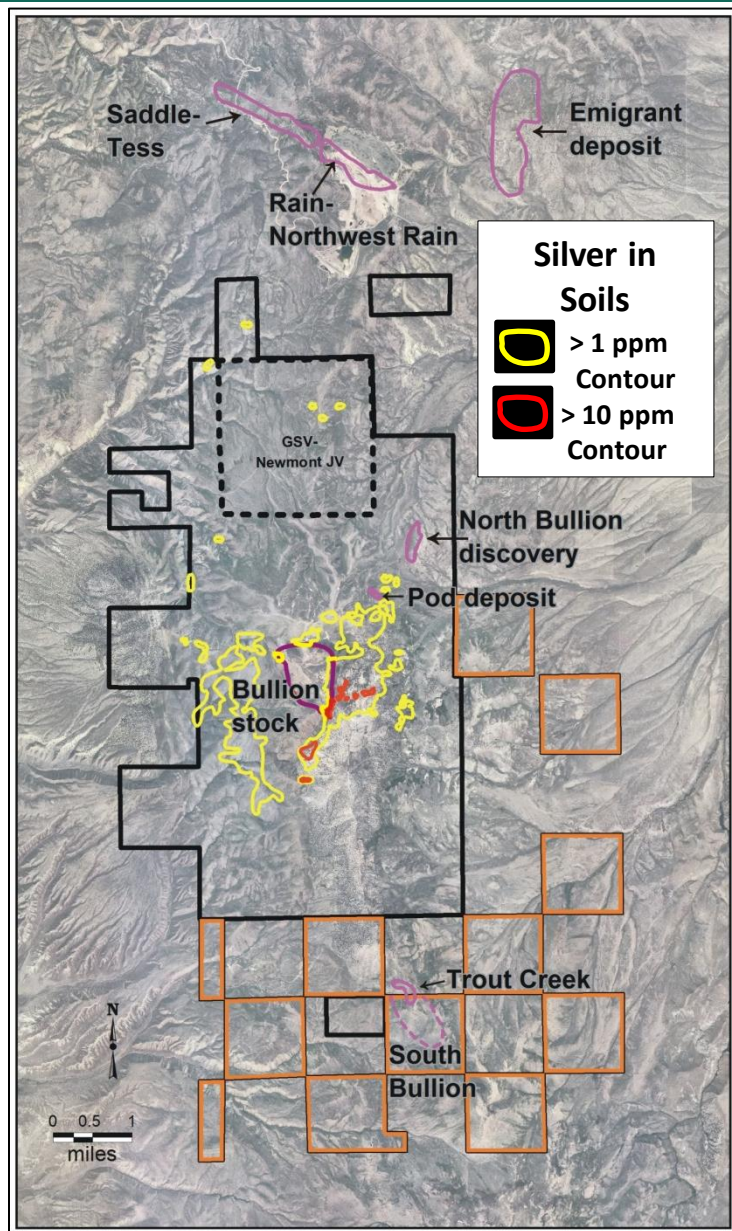 Saddle-
Tess
Emigrant
deposit
Rain-
Northwest Rain
Silver in
Soils
> 1 ppm
Contour
> 10 ppm
Contour
GSV-
Newmont JV
North Bullion
discovery
Pod deposit
Bullion
stock
Trout Creek
South
Bullion
N
0 0.5 1
miles